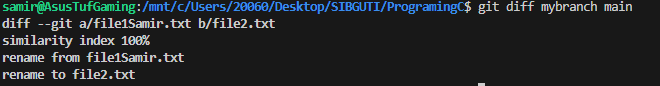 samir@AsusTufGaming:/mnt/c/Users/20060/Desktop/SIBGUTI/ProgramingC$ git diff mybranch main
diff --git a/file1Samir.txt b/file2.txt
similarity index 100%
rename from file1Samir.txt
rename to file2.txt